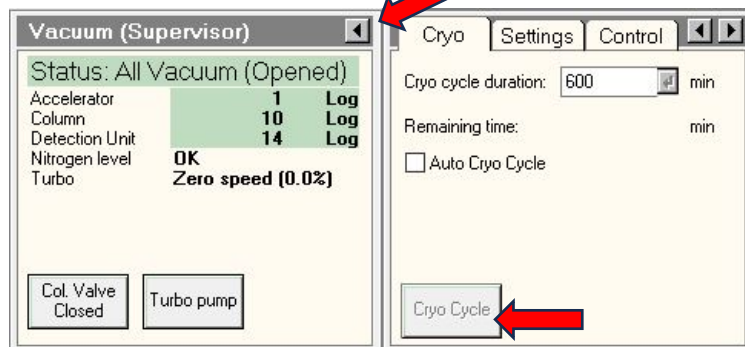 Vacuum (Supervisor)
Status: All Vacuum (Opened)
Accelerator 1 Log
Column 10 Log
Detection Unit 14 Log
Nitrogen level OK
Turbo Zero speed (0.0%)
Col. Valve
Closed
Turbo pump
Cryo Settings Control
Cryo cycle duration: 600 min
Remaining time: min
Auto Cryo Cycle
Cryo Cycle